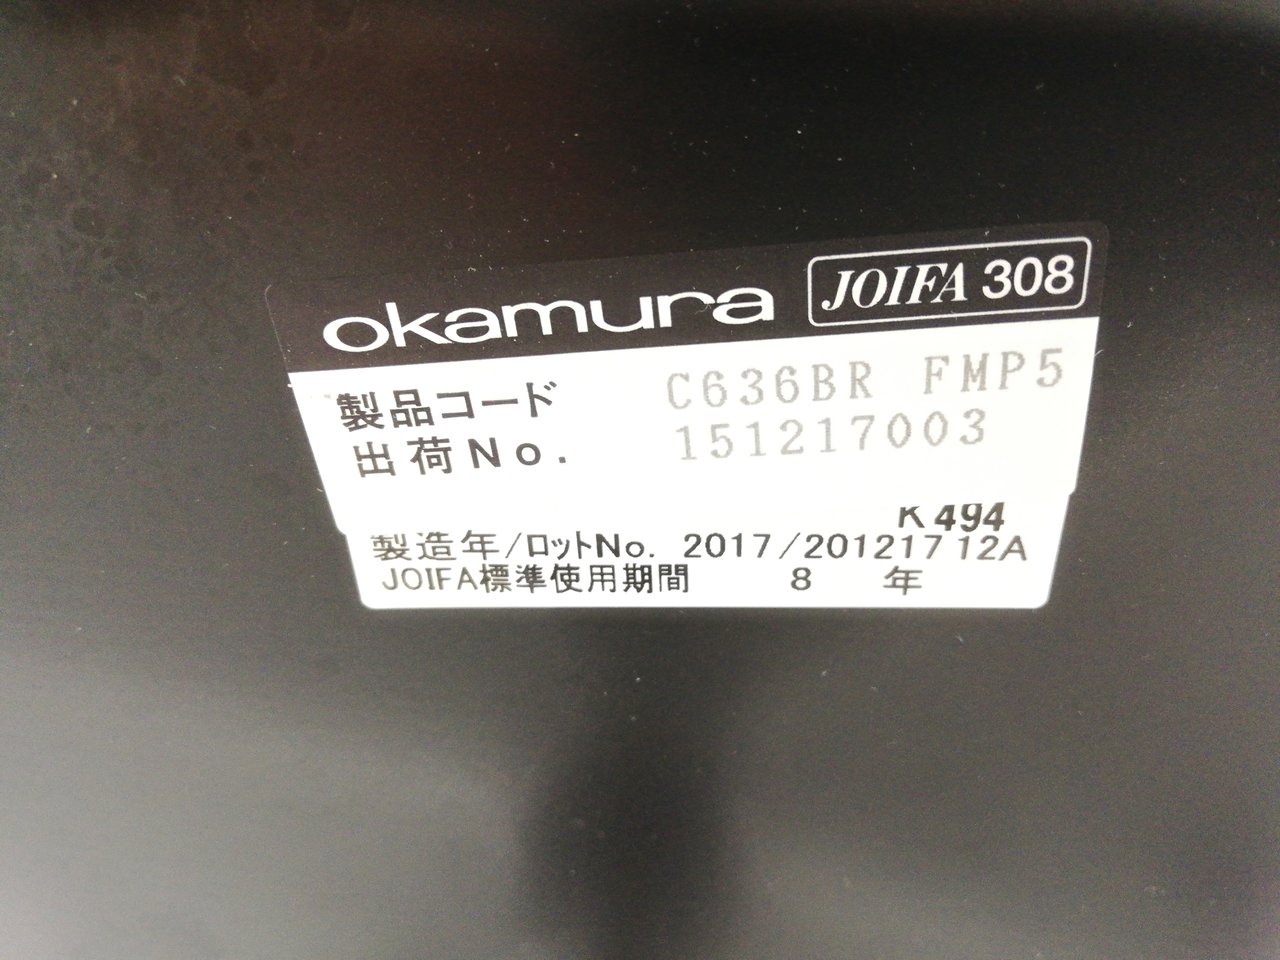 okamura JOIFA 308
製品コード C636BR FMP5
出荷No. 151217003
K 494
製造年/ロットNo. 2017/20121712A
JOIFA標準使用期間 8 年